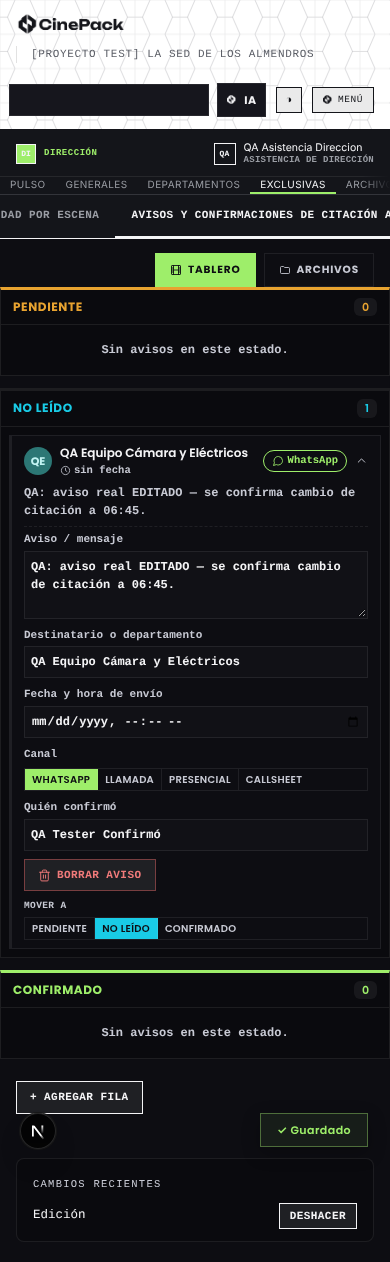 CinePack
[PROYECTO TEST] LA SED DE LOS ALMENDROS
IA
MENÚ
DI
DIRECCIÓN
QA
QA Asistencia Direccion
ASISTENCIA DE DIRECCIÓN
PULSO GENERALES DEPARTAMENTOS EXCLUSIVAS ARCHIV
DAD POR ESCENA AVISOS Y CONFIRMACIONES DE CITACIÓN A
TABLERO ARCHIVOS
PENDIENTE 0
Sin avisos en este estado.
NO LEÍDO 1
QE
QA Equipo Cámara y Eléctricos
sin fecha
WhatsApp
QA: aviso real EDITADO — se confirma cambio de
citación a 06:45.
Aviso / mensaje
QA: aviso real EDITADO — se confirma cambio
de citación a 06:45.
Destinatario o departamento
QA Equipo Cámara y Eléctricos
Fecha y hora de envío
mm/dd/yyyy, --:-- --
Canal
WHATSAPP LLAMADA PRESENCIAL CALLSHEET
Quién confirmó
QA Tester Confirmó
BORRAR AVISO
MOVER A
PENDIENTE NO LEÍDO CONFIRMADO
CONFIRMADO 0
Sin avisos en este estado.
+ AGREGAR FILA
N
✓ Guardado
CAMBIOS RECIENTES
Edición DESHACER